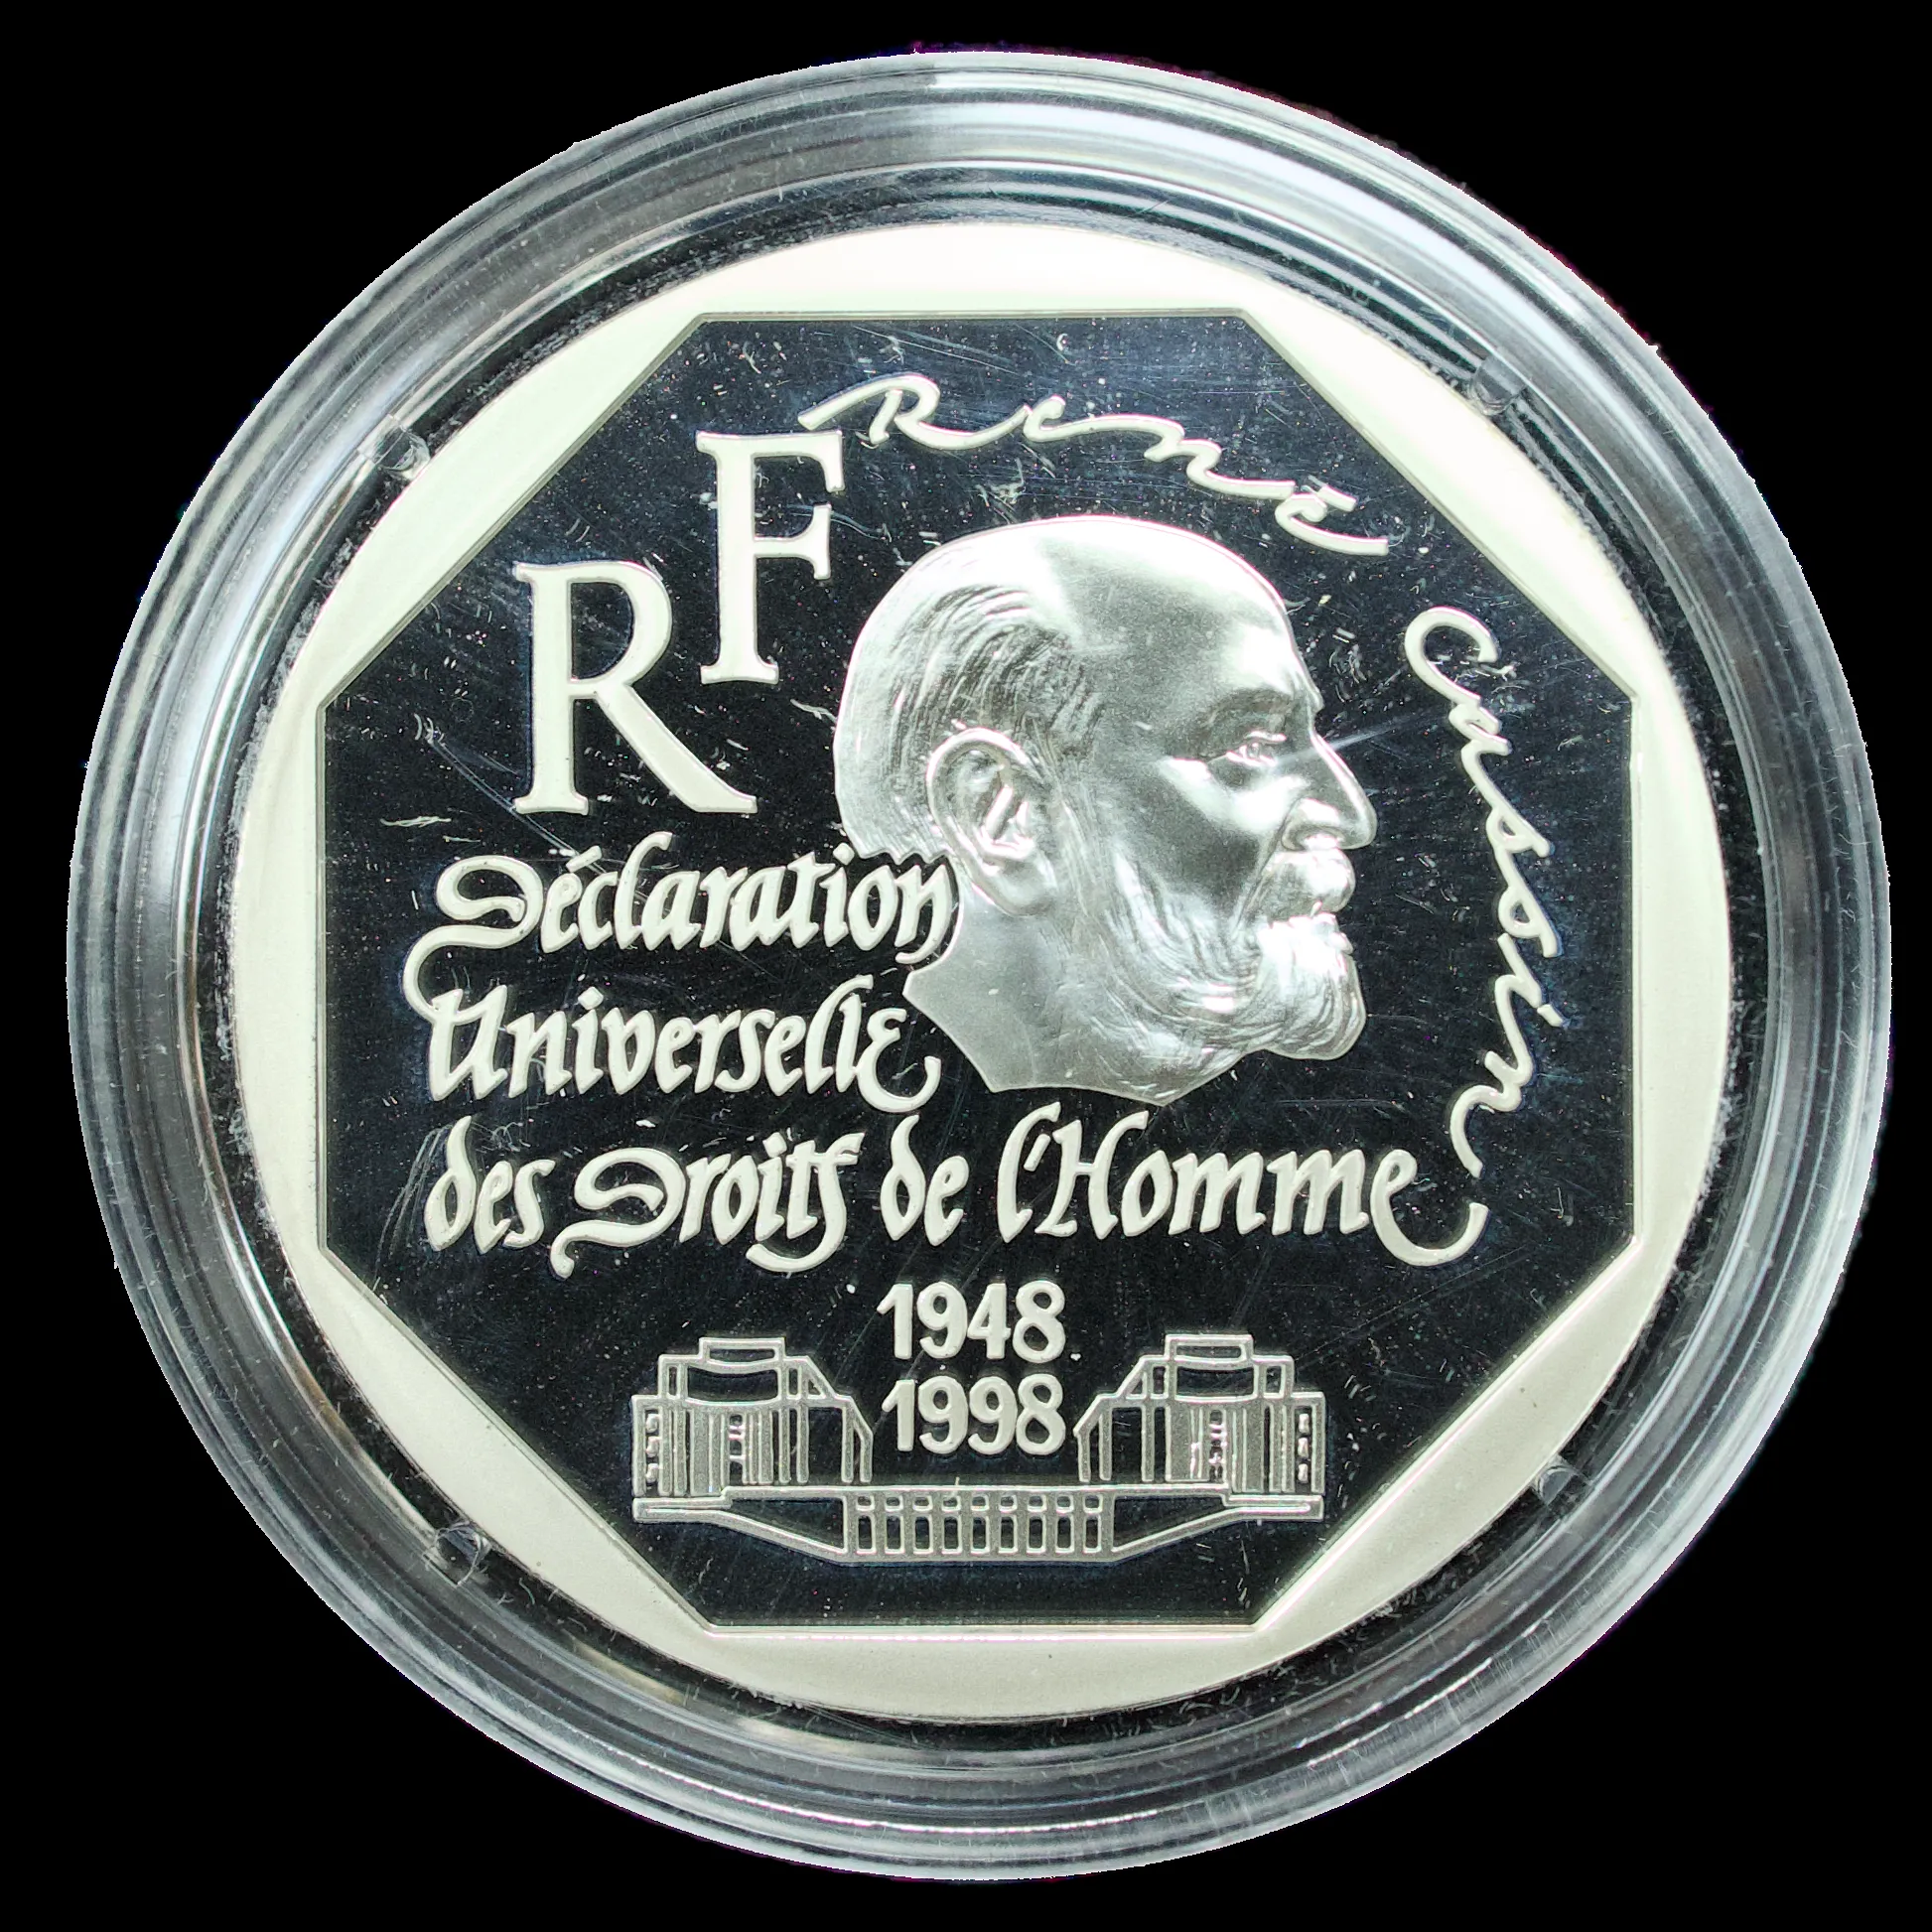 RF
René Cassin
Déclaration
Universelle
des Droits de l'Homme
1948
1998